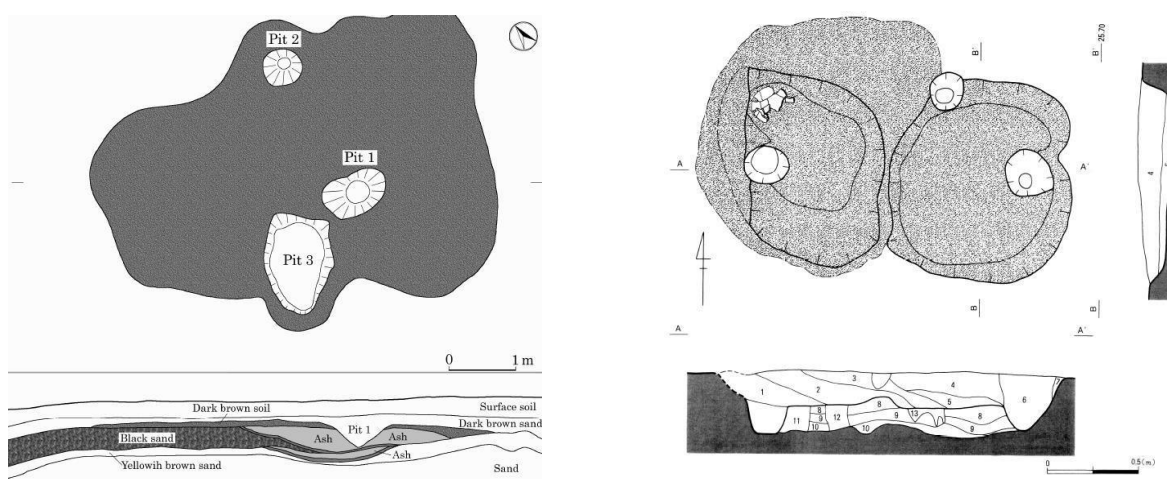 Pit 2
Pit 1
Pit 3
0 1 m
Dark brown soil
Surface soil
Pit 1
Dark brown sand
Black sand
Ash
Ash
Ash
Yellowih brown sand
Sand
B'
B'
25.70
A
A'
4
B
B
A
A'
1
2
3
4
5
6
7
11
8
9
10
12
8
10
9
13
8
9
0 0.5(m)